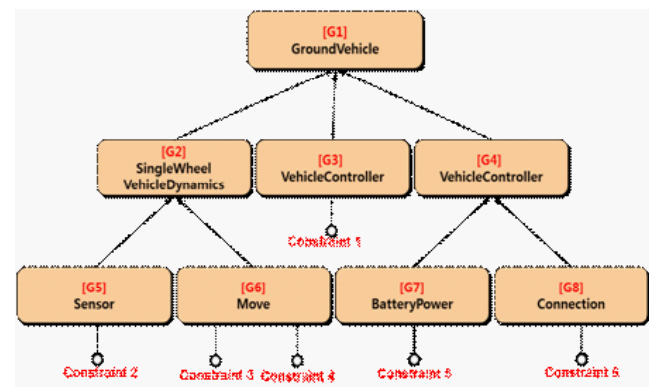 [G1]
GroundVehicle
[G2]
SingleWheel
VehicleDynamics
[G3]
VehicleController
[G4]
VehicleController
Constraint 1
[G5]
Sensor
[G6]
Move
[G7]
BatteryPower
[G8]
Connection
Constraint 2
Constraint 3
Constraint 4
Constraint 5
Constraint 6